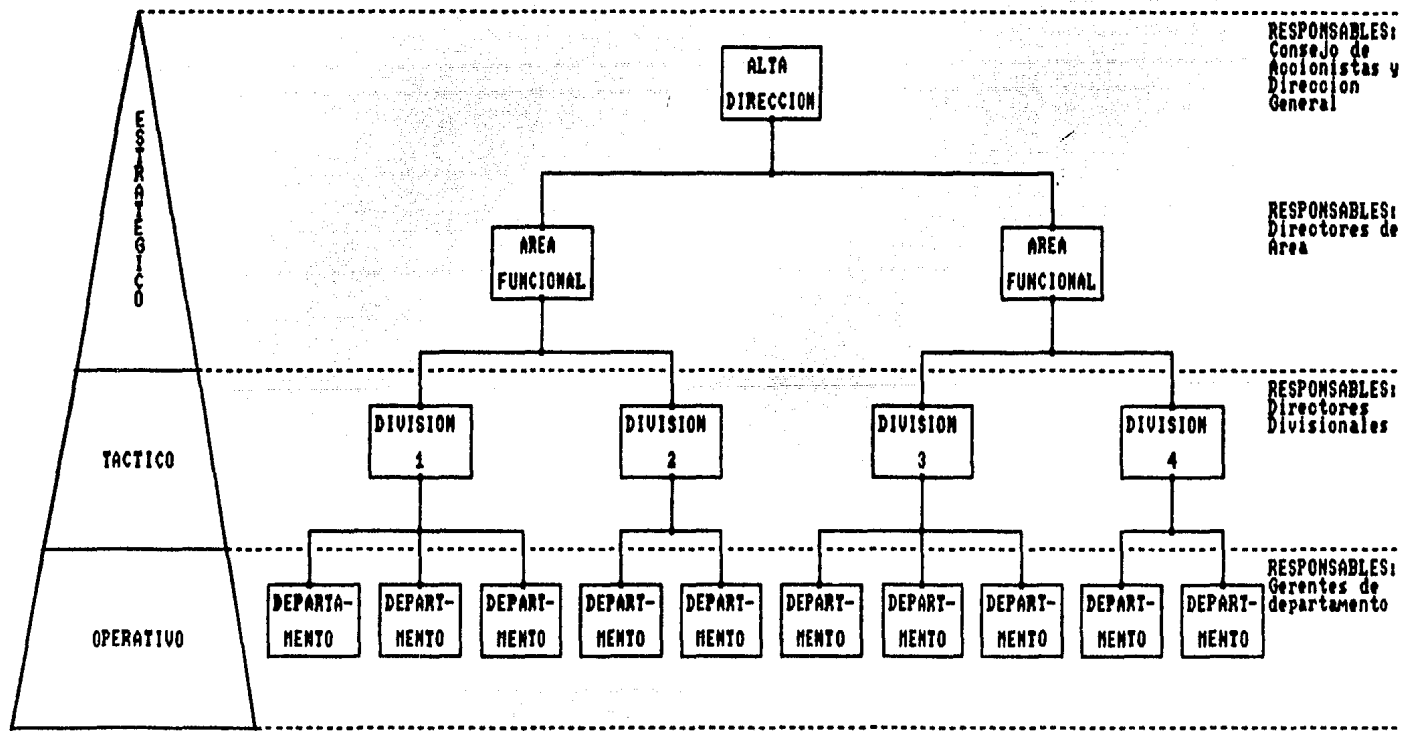 RESPONSABLES:
Consejo de
Accionistas y
Direccion
General
ALTA
DIRECCION
ESTRATEGICO
RESPONSABLES:
Directores de
Area
AREA
FUNCIONAL
AREA
FUNCIONAL
RESPONSABLES:
Directores
Divisionales
DIVISION
1
DIVISION
2
DIVISION
3
DIVISION
4
TACTICO
RESPONSABLES:
Gerentes de
departamento
DEPARTA-
MENTO
DEPART-
MENTO
DEPART-
MENTO
DEPART-
MENTO
DEPART-
MENTO
DEPART-
MENTO
DEPART-
MENTO
DEPART-
MENTO
DEPART-
MENTO
DEPART-
MENTO
OPERATIVO